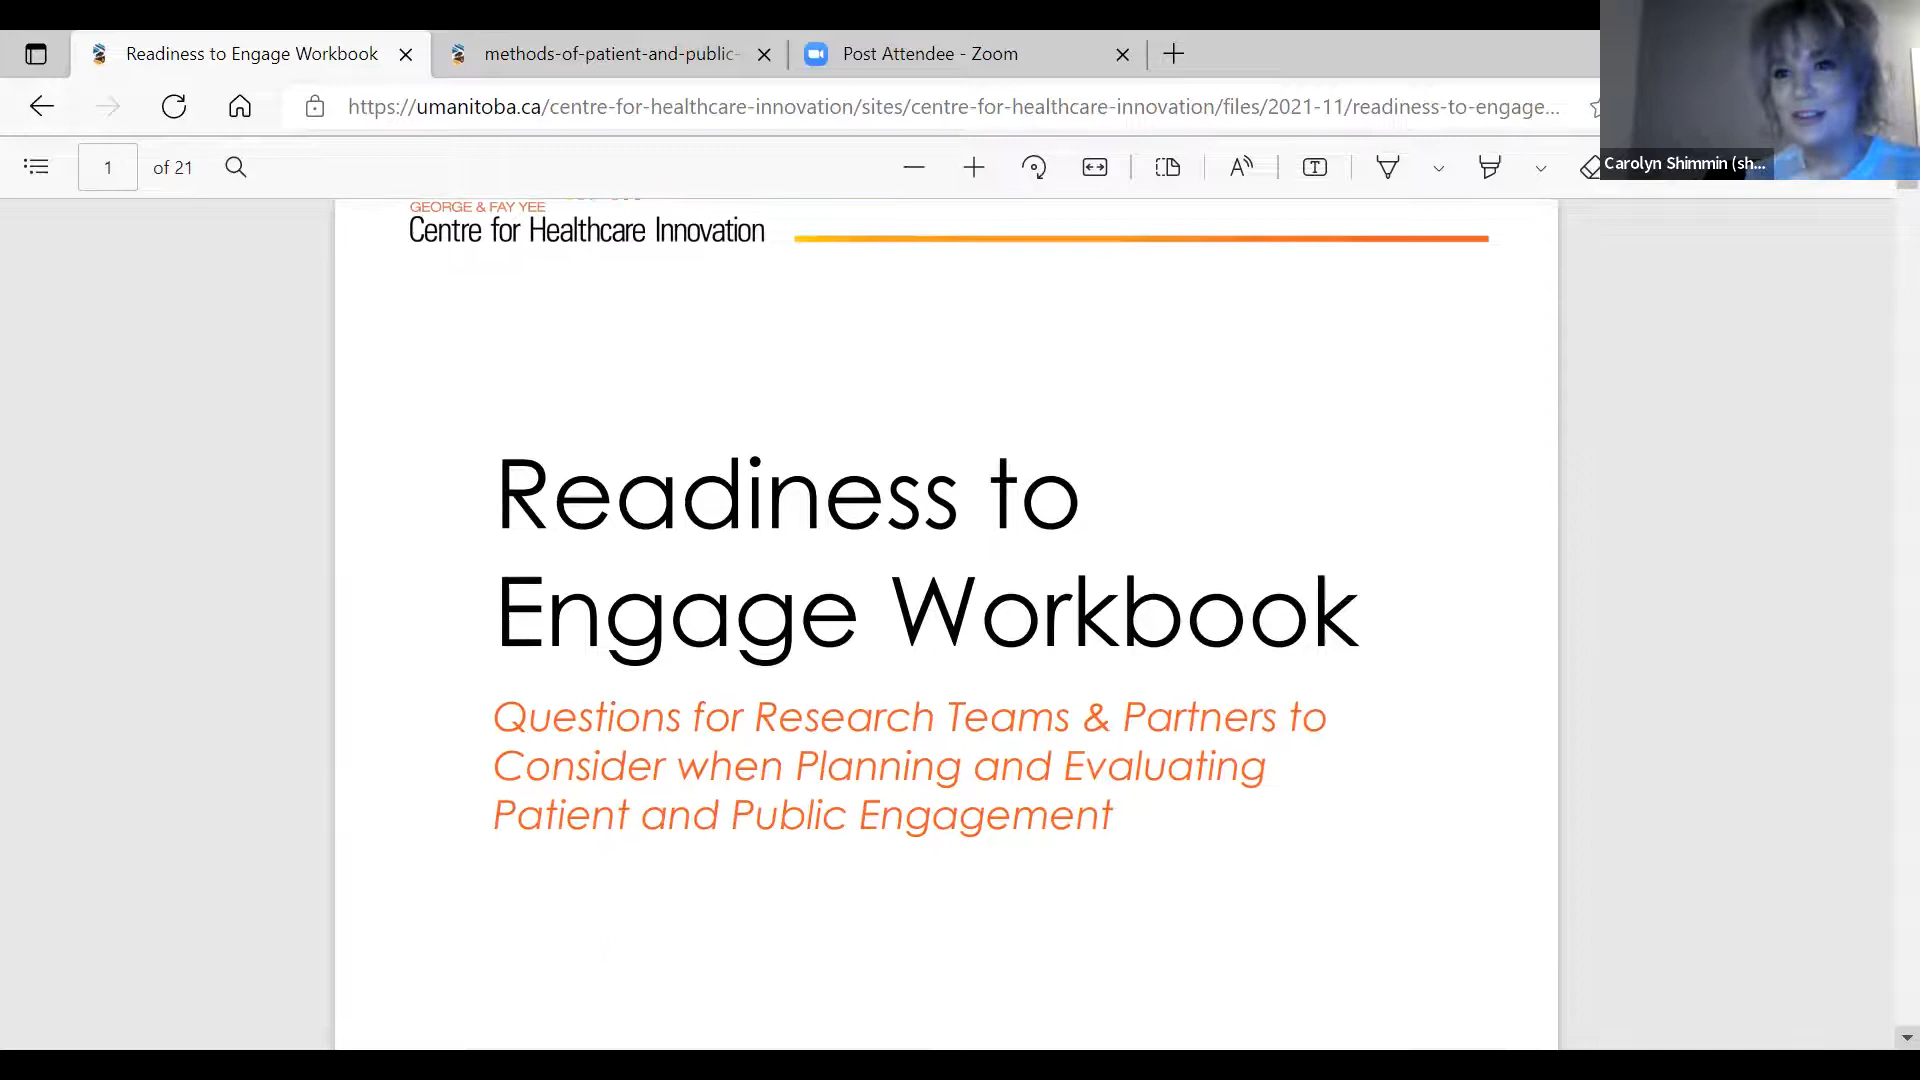 Readiness to Engage Workbook
methods-of-patient-and-public-
Post Attendee - Zoom
https://umanitoba.ca/centre-for-healthcare-innovation/sites/centre-for-healthcare-innovation/files/2021-11/readiness-to-engage...
1 of 21
Carolyn Shimmin (sh...
GEORGE & FAY YEE
Centre for Healthcare Innovation
Readiness to
Engage Workbook
Questions for Research Teams & Partners to
Consider when Planning and Evaluating
Patient and Public Engagement